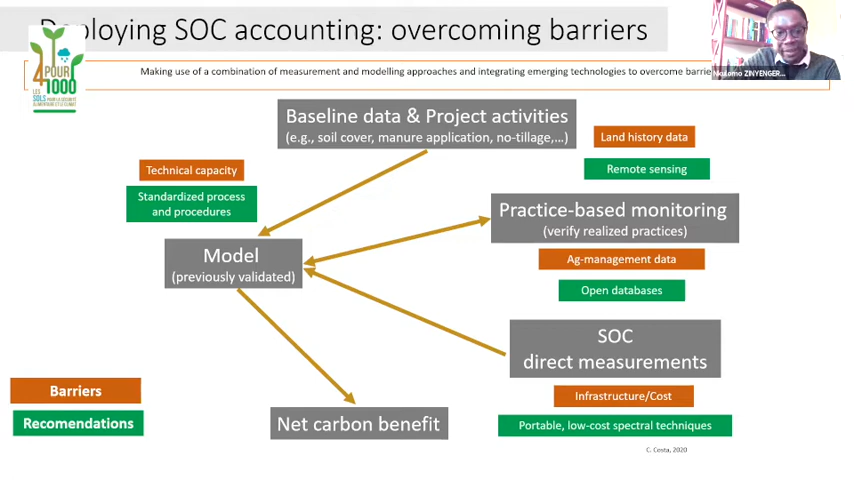 Deploying SOC accounting: overcoming barriers
4 POUR
1000
LES
SOLS POUR LA SÉCURITÉ
ALIMENTAIRE ET LE CLIMAT
Making use of a combination of measurement and modelling approaches and integrating emerging technologies to overcome barrie
ZINYENGER...
Baseline data & Project activities
(e.g., soil cover, manure application, no-tillage,...)
Land history data
Remote sensing
Technical capacity
Standardized process
and procedures
Practice-based monitoring
(verify realized practices)
Model
(previously validated)
Ag-management data
Open databases
SOC
direct measurements
Barriers
Recomendations
Infrastructure/Cost
Net carbon benefit
Portable, low-cost spectral techniques
C. Costa, 2020